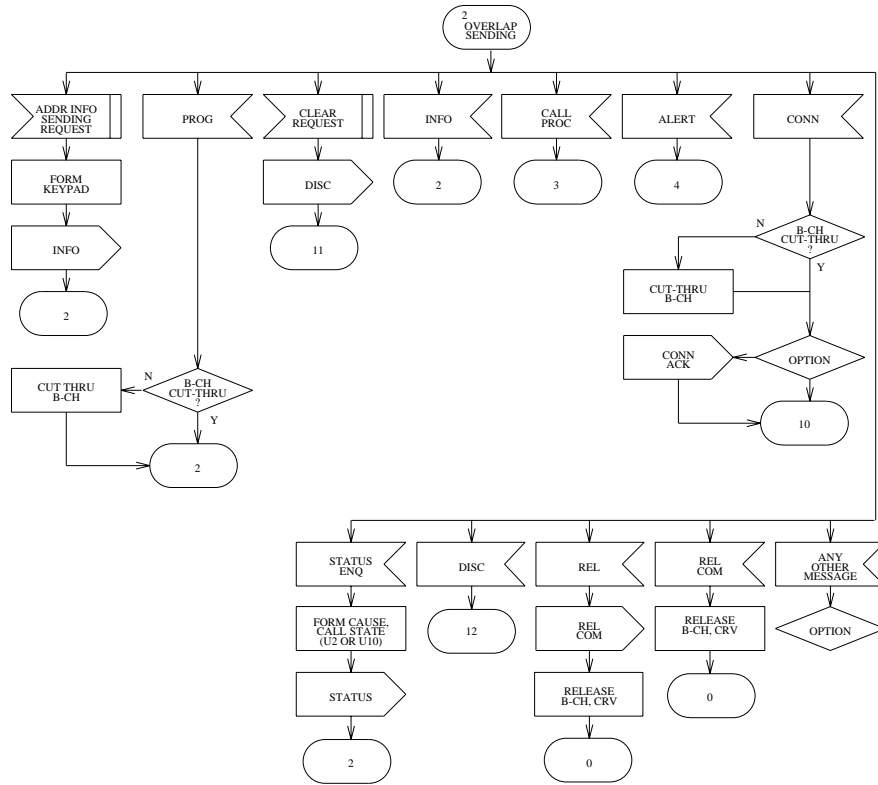 2
OVERLAP
SENDING
ADDR INFO
SENDING
REQUEST
PROG
CLEAR
REQUEST
INFO
CALL
PROC
ALERT
CONN
FORM
KEYPAD
DISC
2
3
4
INFO
11
N
B-CH
CUT-THRU
?
Y
CUT-THRU
B-CH
2
CONN
ACK
OPTION
CUT THRU
B-CH
N
B-CH
CUT-THRU
?
Y
10
2
STATUS
ENQ
DISC
REL
REL
COM
ANY
OTHER
MESSAGE
FORM CAUSE,
CALL STATE
(U2 OR U10)
12
REL
COM
RELEASE
B-CH, CRV
OPTION
STATUS
RELEASE
B-CH, CRV
0
2
0